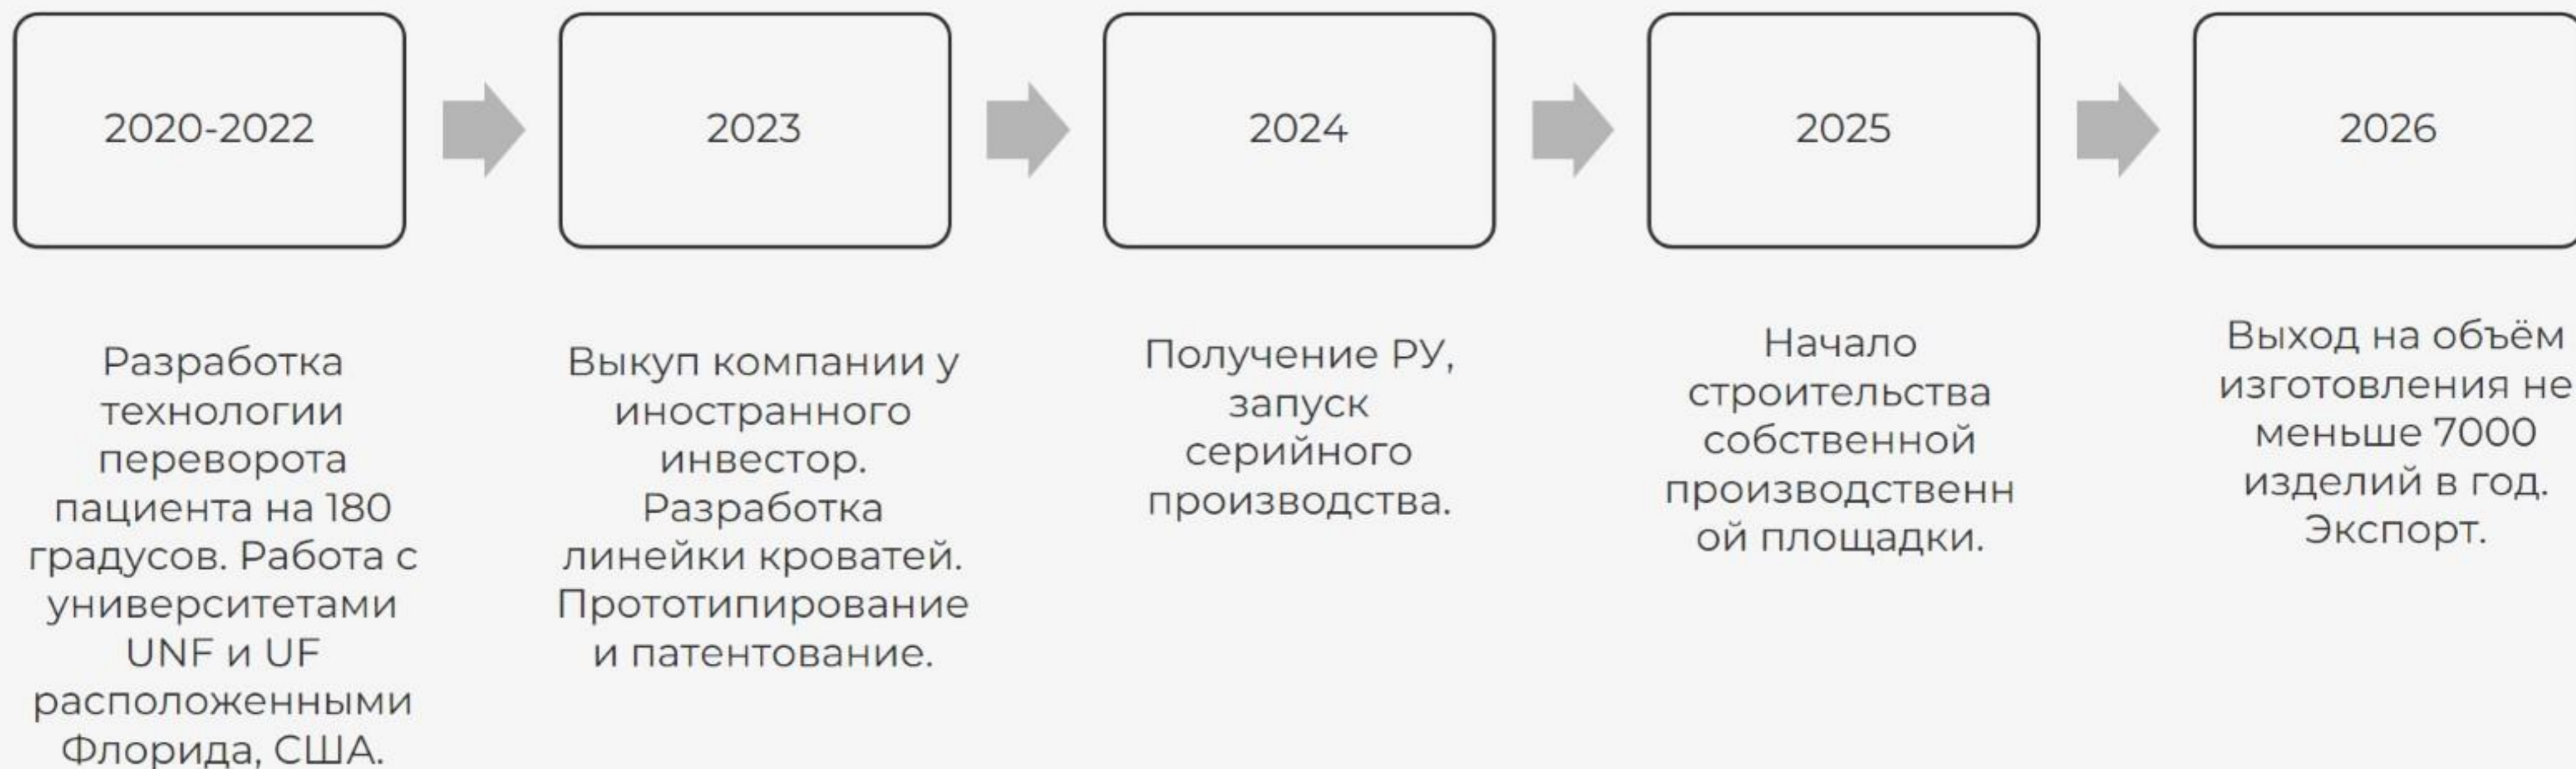 2020-2022
2023
2024
2025
2026
Разработка
технологии
переворота
пациента на 180
градусов. Работа с
университетами
UNF и UF
расположенными
Флорида, США.
Выкуп компании у
иностранного
инвестор.
Разработка
линейки кроватей.
Прототипирование
и патентование.
Получение РУ,
запуск
серийного
производства.
Начало
строительства
собственной
производственн
ой площадки.
Выход на объём
изготовления не
меньше 7000
изделий в год.
Экспорт.